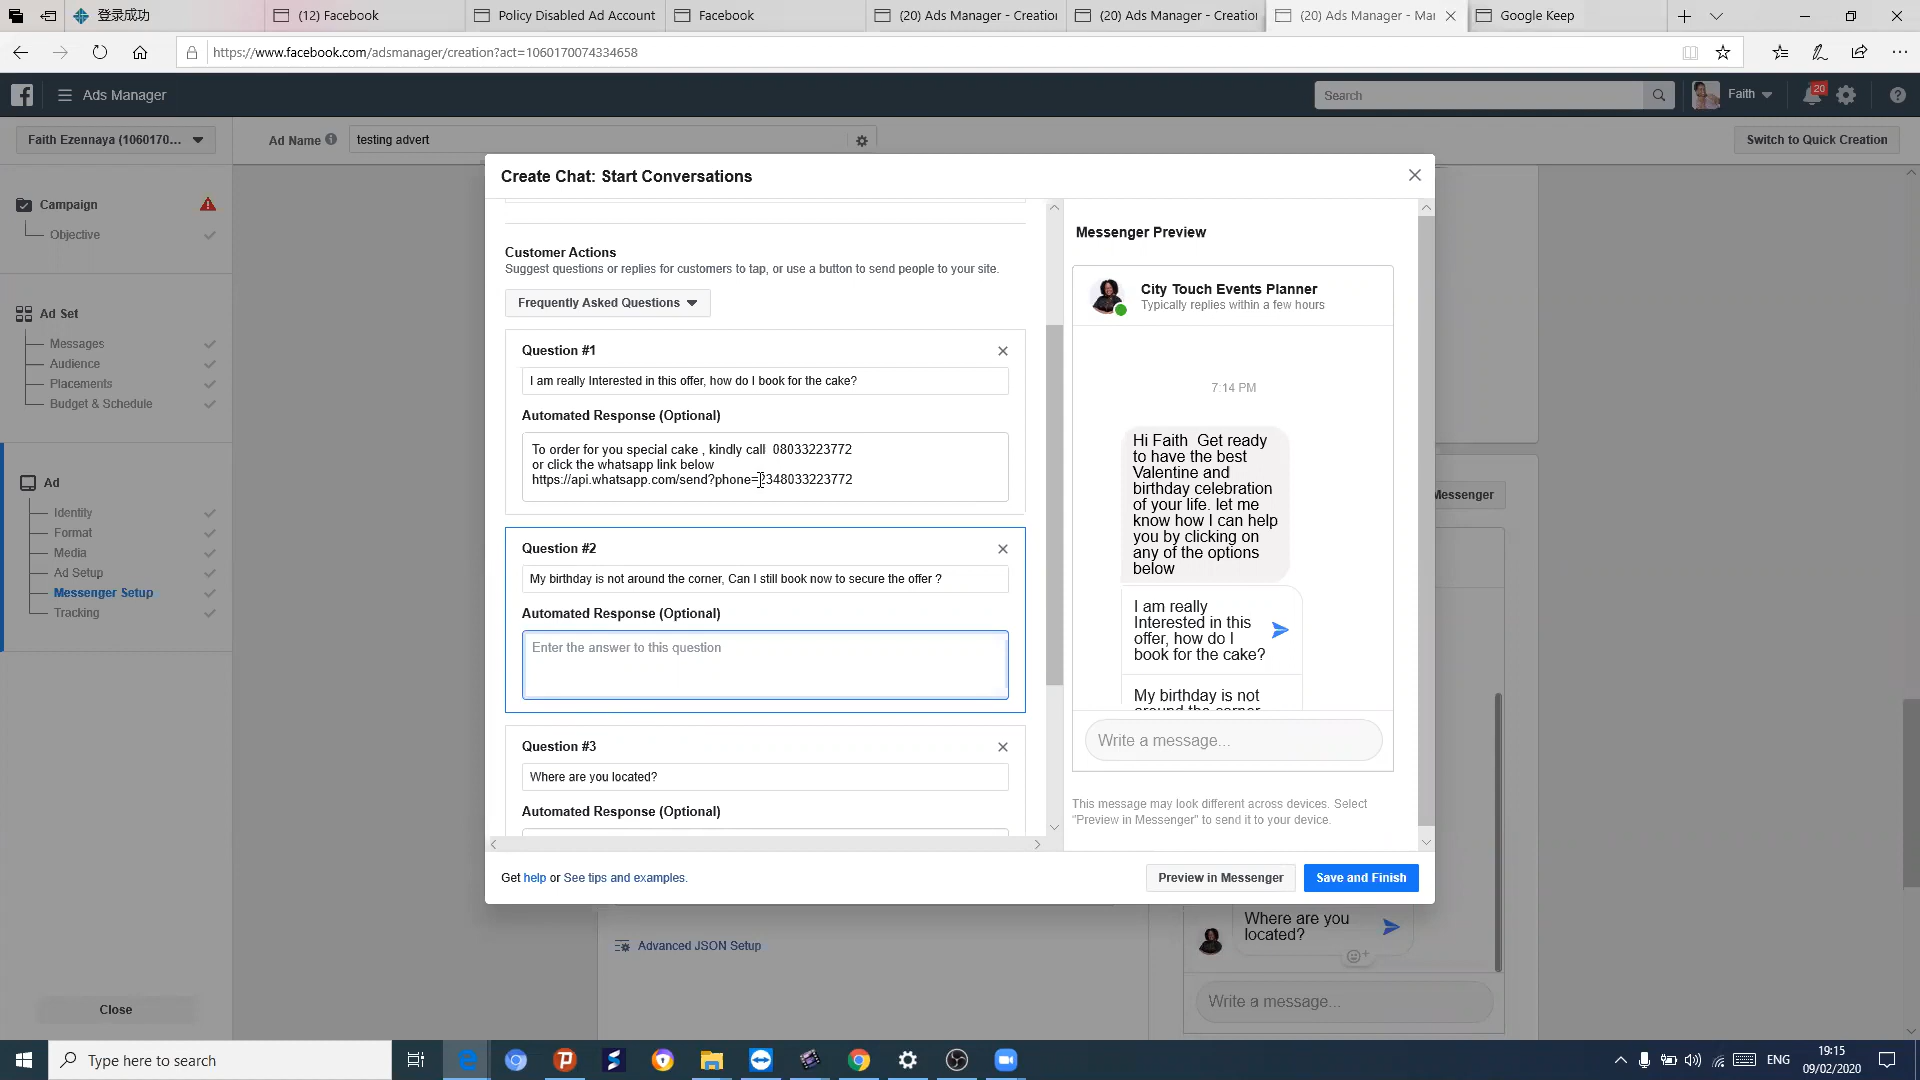 登录成功
(12) Facebook
Policy Disabled Ad Account
Facebook
(20) Ads Manager - Creation
(20) Ads Manager - Creation
(20) Ads Manager - Mar
Google Keep
https://www.facebook.com/adsmanager/creation?act=1060170074334658
Ads Manager
Search
Faith
20
Faith Ezennaya (1060170...
Ad Name
testing advert
Switch to Quick Creation
Campaign
Objective
Ad Set
Messages
Audience
Placements
Budget & Schedule
Ad
Identity
Format
Media
Ad Setup
Messenger Setup
Tracking
Close
Create Chat: Start Conversations
Customer Actions
Suggest questions or replies for customers to tap, or use a button to send people to your site.
Frequently Asked Questions
Question #1
I am really Interested in this offer, how do I book for the cake?
Automated Response (Optional)
To order for you special cake , kindly call  08033223772
or click the whatsapp link below
https://api.whatsapp.com/send?phone=2348033223772
Question #2
My birthday is not around the corner, Can I still book now to secure the offer ?
Automated Response (Optional)
Enter the answer to this question
Question #3
Where are you located?
Automated Response (Optional)
Messenger Preview
City Touch Events Planner
Typically replies within a few hours
7:14 PM
Hi Faith  Get ready
to have the best
Valentine and
birthday celebration
of your life. let me
know how I can help
you by clicking on
any of the options
below
I am really
Interested in this
offer, how do I
book for the cake?
My birthday is not
around the corner
Write a message...
This message may look different across devices. Select
"Preview in Messenger" to send it to your device.
Get help or See tips and examples.
Preview in Messenger
Save and Finish
Messenger
Advanced JSON Setup
Where are you
located?
Write a message...
Type here to search
ENG
19:15
09/02/2020